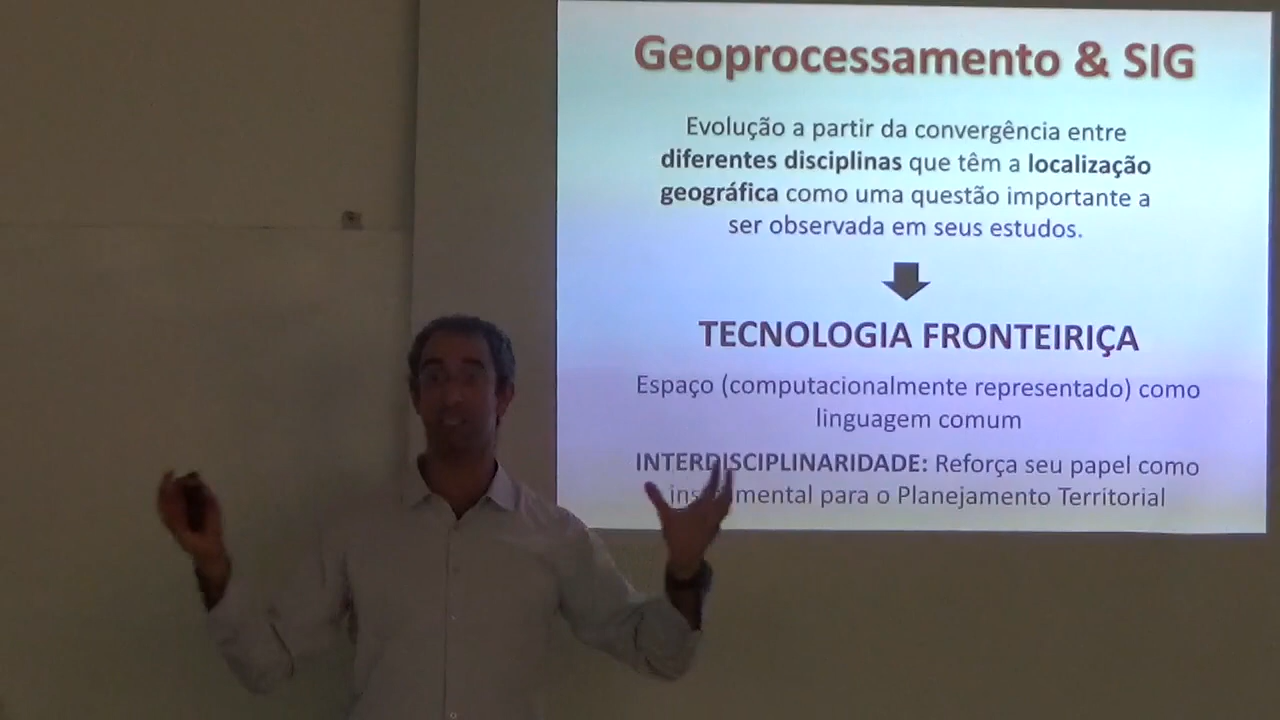 Geoprocessamento & SIG
Evolução a partir da convergência entre
diferentes disciplinas que têm a localização
geográfica como uma questão importante a
ser observada em seus estudos.
TECNOLOGIA FRONTEIRIÇA
Espaço (computacionalmente representado) como
linguagem comum
INTERDISCIPLINARIDADE: Reforça seu papel como
mental para o Planejamento Territorial